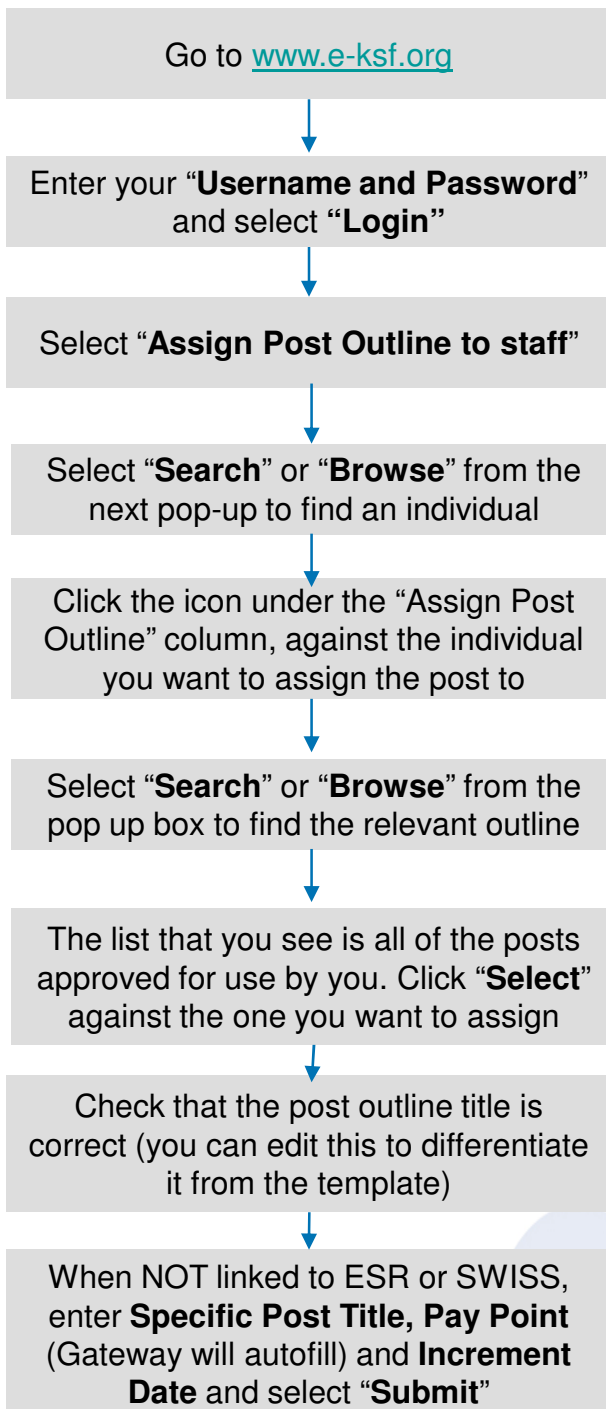 Go to www.e-ksf.org
Enter your “Username and Password”
and select “Login”
Select “Assign Post Outline to staff”
Select “Search” or “Browse” from the
next pop-up to find an individual
Click the icon under the “Assign Post
Outline” column, against the individual
you want to assign the post to
Select “Search” or “Browse” from the
pop up box to find the relevant outline
The list that you see is all of the posts
approved for use by you. Click “Select”
against the one you want to assign
Check that the post outline title is
correct (you can edit this to differentiate
it from the template)
When NOT linked to ESR or SWISS,
enter Specific Post Title, Pay Point
(Gateway will autofill) and Increment
Date and select “Submit”